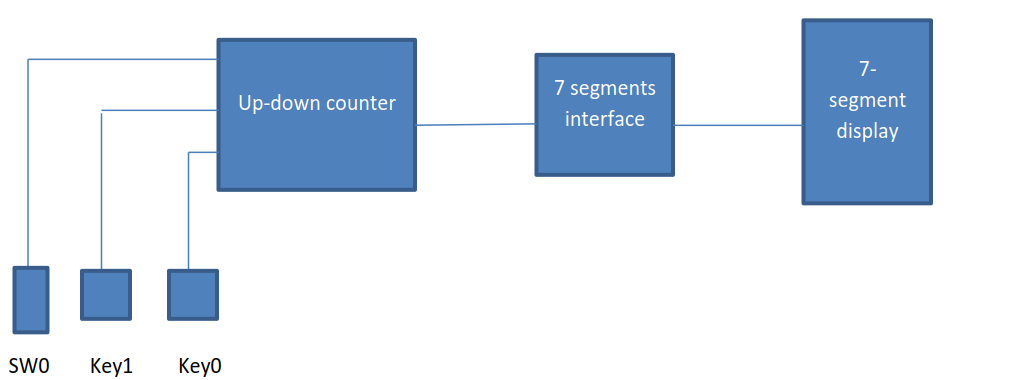 Up-down counter
7 segments
interface
7-
segment
display
SW0
Key1
Key0